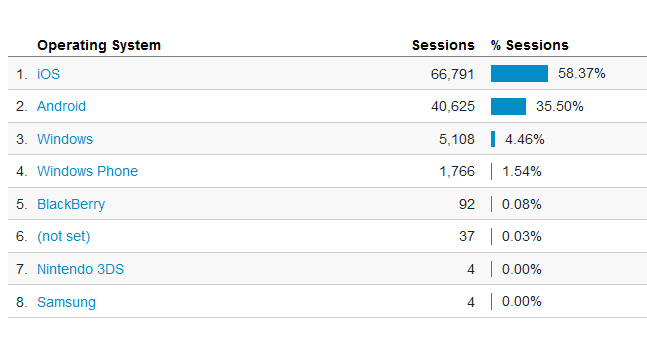 Operating System Sessions % Sessions
1. iOS 66,791 58.37%
2. Android 40,625 35.50%
3. Windows 5,108 4.46%
4. Windows Phone 1,766 1.54%
5. BlackBerry 92 0.08%
6. (not set) 37 0.03%
7. Nintendo 3DS 4 0.00%
8. Samsung 4 0.00%